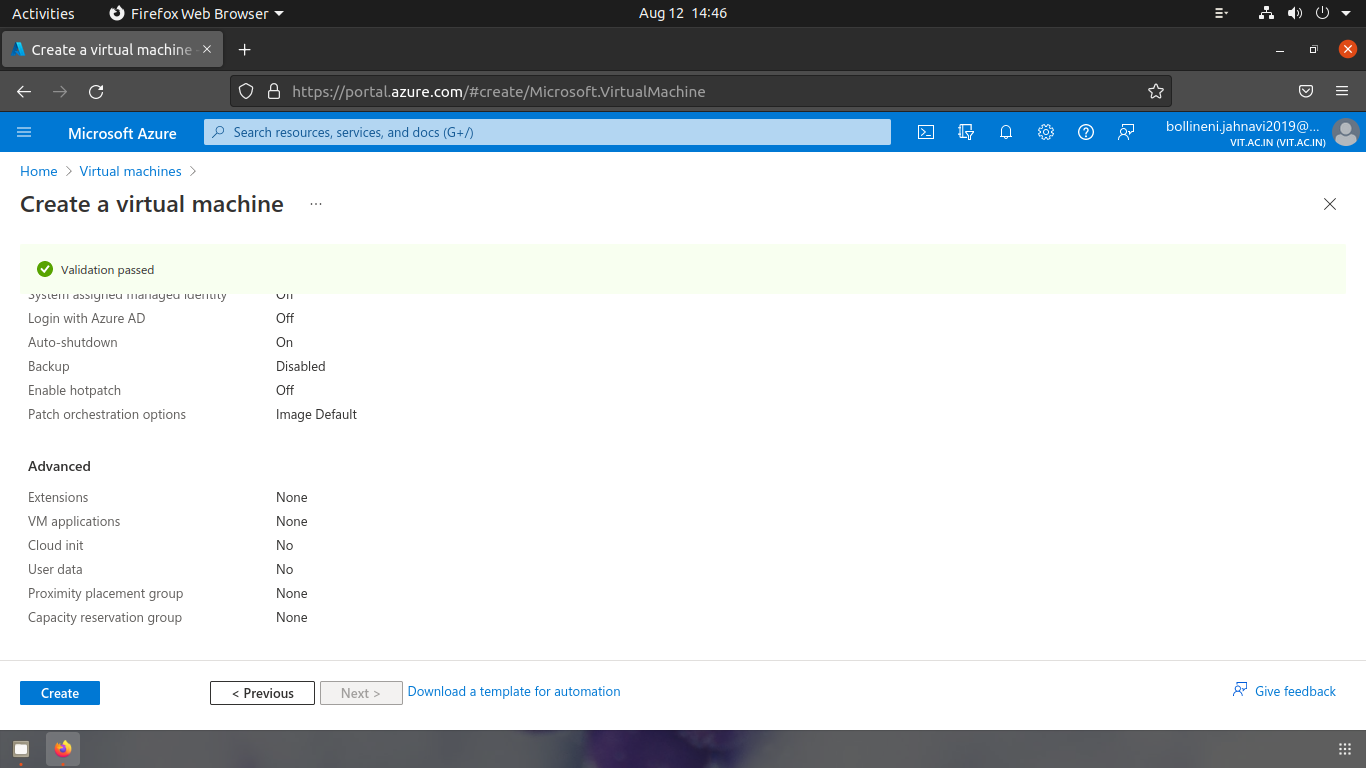 Activities
Firefox Web Browser
Aug 12 14:46
Create a virtual machine
https://portal.azure.com/#create/Microsoft.VirtualMachine
Microsoft Azure
Search resources, services, and docs (G+/)
bollineni.jahnavi2019@...
VIT.AC.IN (VIT.AC.IN)
Home > Virtual machines >
Create a virtual machine ...
Validation passed
System assigned managed identity Off
Login with Azure AD Off
Auto-shutdown On
Backup Disabled
Enable hotpatch Off
Patch orchestration options Image Default
Advanced
Extensions None
VM applications None
Cloud init No
User data No
Proximity placement group None
Capacity reservation group None
Create
< Previous
Next >
Download a template for automation
Give feedback